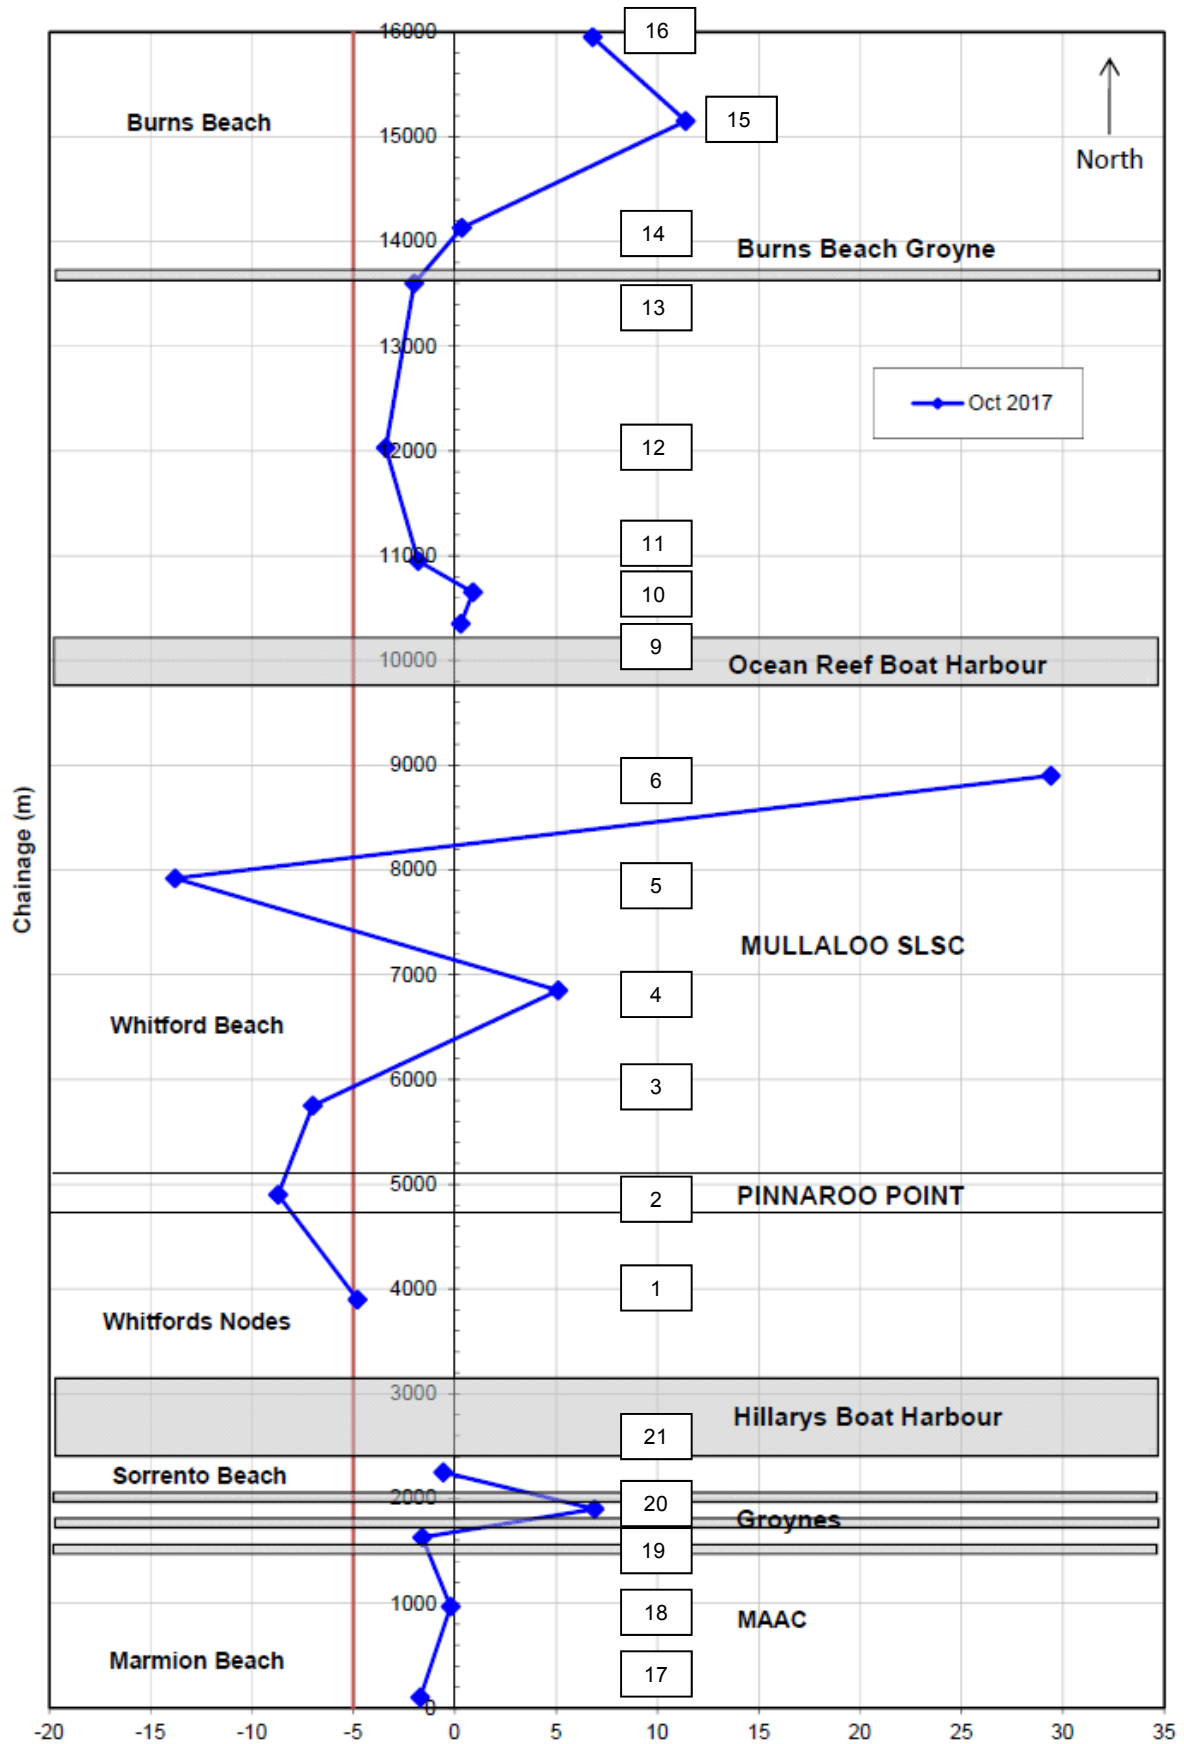 16000
16
Burns Beach
15000
15
North
14000
14
Burns Beach Groyne
13
13000
Oct 2017
12000
12
11000
11
10
9
10000
Ocean Reef Boat Harbour
9000
6
8000
5
Chainage (m)
MULLALOO SLSC
7000
4
Whitford Beach
6000
3
5000
2
PINNAROO POINT
4000
1
Whitfords Nodes
3000
Hillarys Boat Harbour
21
Sorrento Beach
2000
20
Groynes
19
1000
18
MAAC
Marmion Beach
17
0
-20 -15 -10 -5 0 5 10 15 20 25 30 35